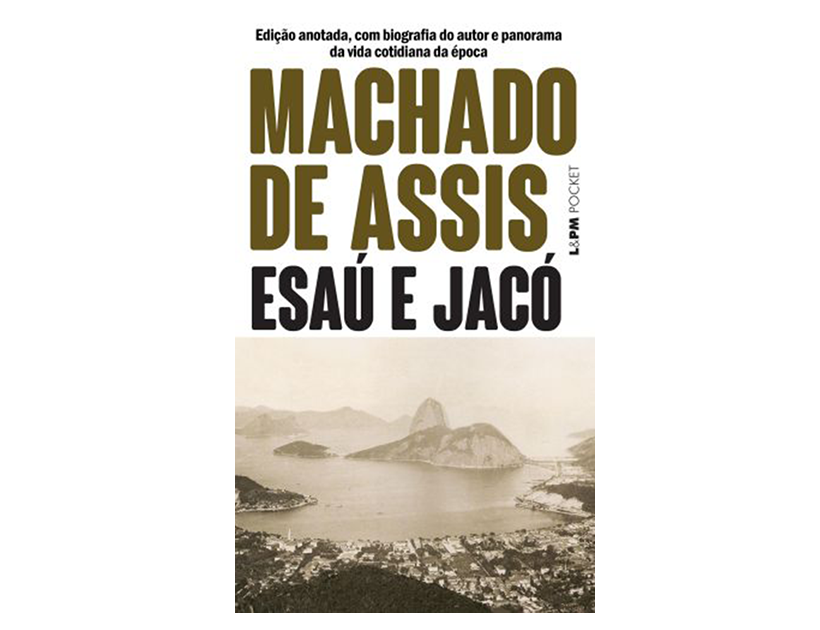 Edição anotada, com biografia do autor e panorama
da vida cotidiana da época
MACHADO
DE ASSIS
L&PM POCKET
ESAÚ E JACÓ